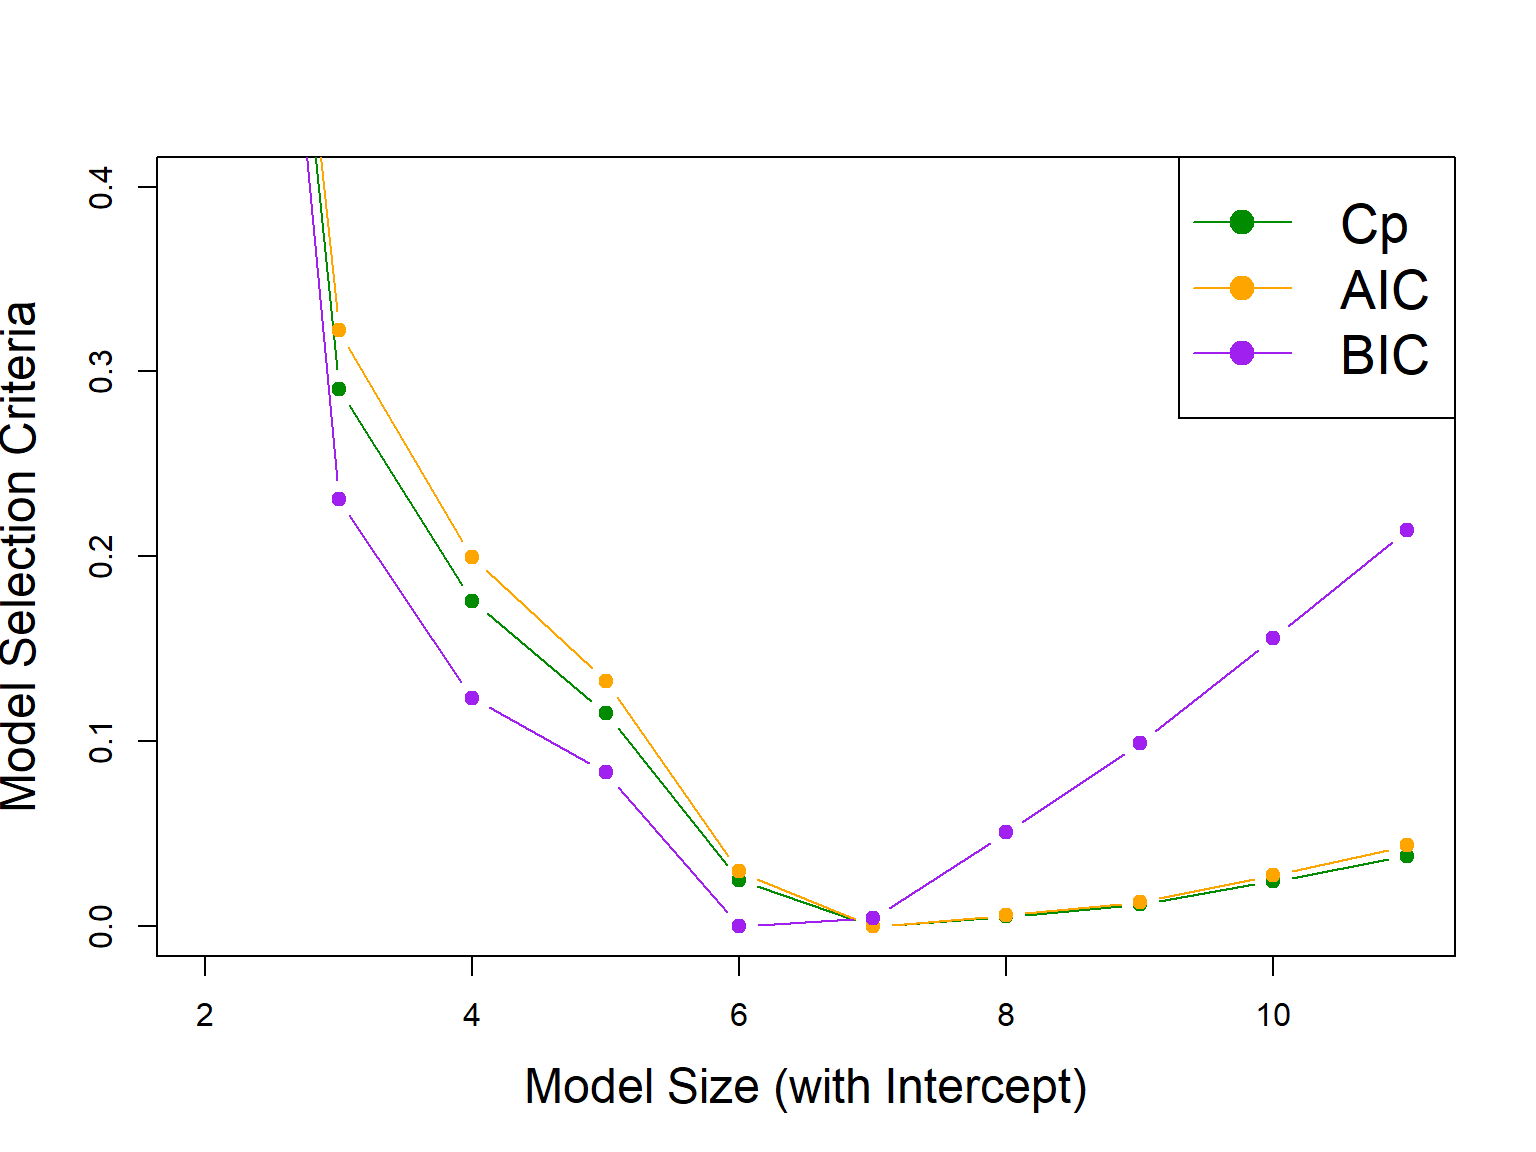 Cp
AIC
BIC
Model Selection Criteria
0.4
0.3
0.2
0.1
0.0
2 4 6 8 10
Model Size (with Intercept)